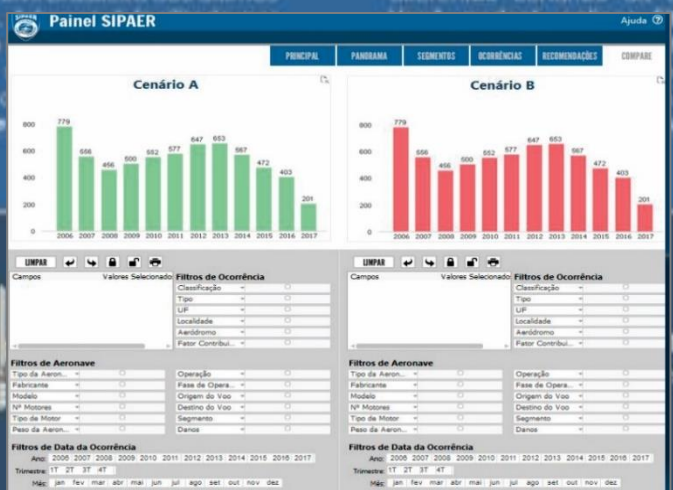 SIPAER
Painel SIPAER
Ajuda ?
PRINCIPAL PANORAMA SEGMENTOS OCORRÊNCIAS RECOMENDAÇÕES COMPARE
Cenário A
800
600
400
200
0
779 556 456 500 552 577 647 653 567 472 403 201
2006 2007 2008 2009 2010 2011 2012 2013 2014 2015 2016 2017
Cenário B
800
600
400
200
0
779 556 456 500 552 577 647 653 567 472 403 201
2006 2007 2008 2009 2010 2011 2012 2013 2014 2015 2016 2017
LIMPAR
Campos Valores Selecionado
Filtros de Ocorrência
Classificação
Tipo
UF
Localidade
Aeródromo
Fator Contribui...
Filtros de Aeronave
Tipo da Aeron... Operação
Fabricante Fase de Opera...
Modelo Origem do Voo
Nº Motores Destino do Voo
Tipo de Motor Segmento
Peso da Aeron... Danos
Filtros de Data da Ocorrência
Ano: 2006 2007 2008 2009 2010 2011 2012 2013 2014 2015 2016 2017
Trimestre: 1T 2T 3T 4T
Mês: jan fev mar abr mai jun jul ago set out nov dez
LIMPAR
Campos Valores Selecionado
Filtros de Ocorrência
Classificação
Tipo
UF
Localidade
Aeródromo
Fator Contribui...
Filtros de Aeronave
Tipo da Aeron... Operação
Fabricante Fase de Opera...
Modelo Origem do Voo
Nº Motores Destino do Voo
Tipo de Motor Segmento
Peso da Aeron... Danos
Filtros de Data da Ocorrência
Ano: 2006 2007 2008 2009 2010 2011 2012 2013 2014 2015 2016 2017
Trimestre: 1T 2T 3T 4T
Mês: jan fev mar abr mai jun jul ago set out nov dez